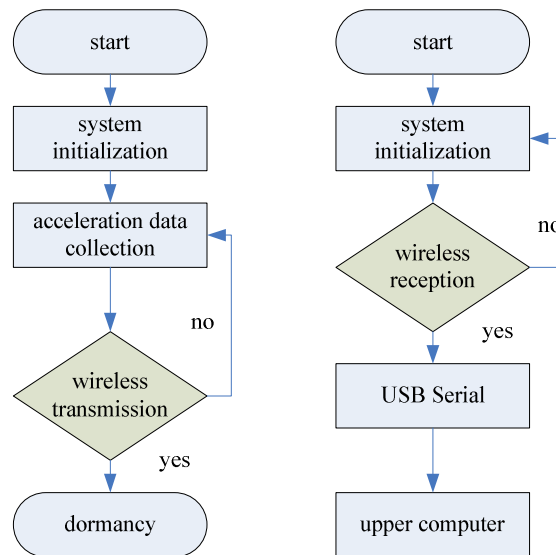 start
system
initialization
acceleration data
collection
no
wireless
transmission
yes
dormancy
start
system
initialization
no
wireless
reception
yes
USB Serial
upper computer